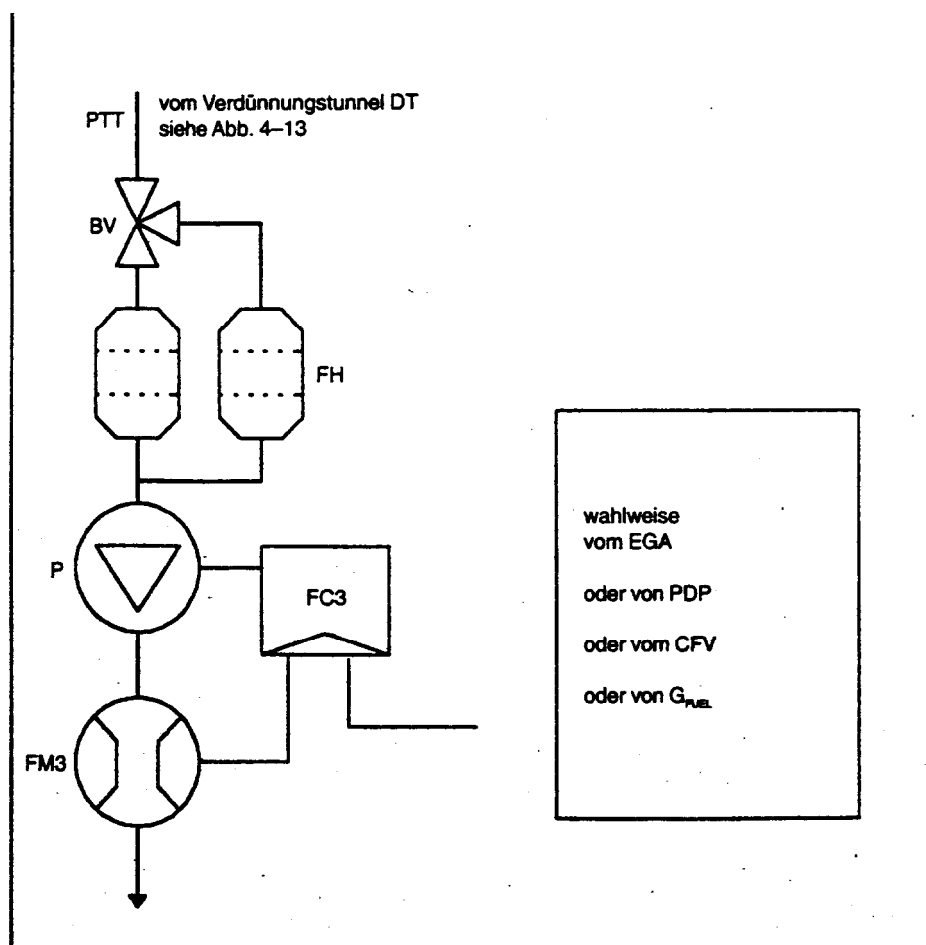 vom Verdünnungstunnel DT
PTT
siehe Abb. 4–13
BV
FH
wahlweise
vom EGA
P
FC3
oder von PDP
oder vom CFV
oder von GFUEL
FM3